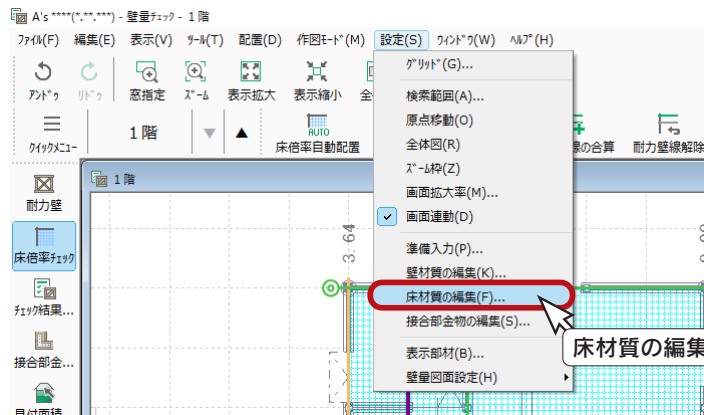 A's ****(*.**.***) - 壁量ﾁｪｯｸ - 1 階
ﾌｧｲﾙ(F) 編集(E) 表示(V) ﾂｰﾙ(T) 配置(D) 作図ﾓｰﾄﾞ(M) 設定(S) ｳｨﾝﾄﾞｳ(W) ﾍﾙﾌﾟ(H)
ｱﾝﾄﾞｩ ﾘﾄﾞｩ 窓指定 ｽﾞｰﾑ 表示拡大 表示縮小 全
ｸｲｯｸﾒﾆｭｰ 1 階 ▼ ▲ AUTO 床倍率自動配置 線の合算 耐力壁線解除
耐力壁
床倍率ﾁｪｯｸ
ﾁｪｯｸ結果...
接合部金...
見付面積
1 階
3.64
ｸﾞﾘｯﾄﾞ(G)...
検索範囲(A)...
原点移動(O)
全体図(R)
ｽﾞｰﾑ枠(Z)
画面拡大率(M)...
画面連動(D)
準備入力(P)...
壁材質の編集(K)...
床材質の編集(F)...
接合部金物の編集(S)...
表示部材(B)...
壁量図面設定(H)
床材質の編集